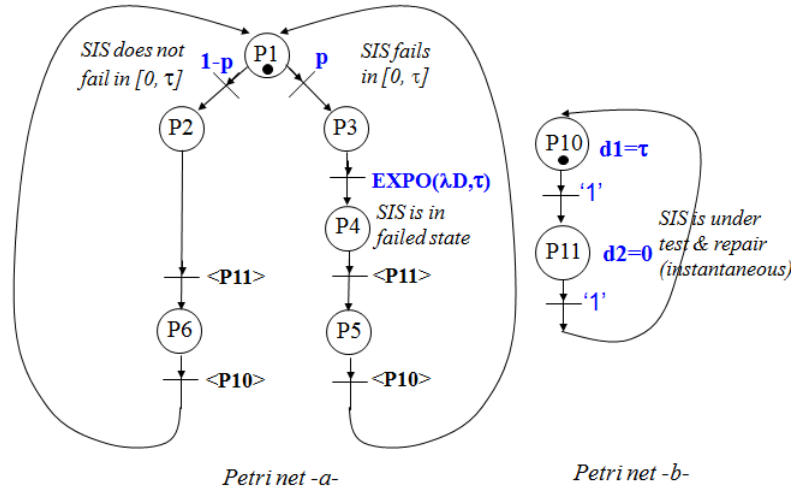 P1
SIS does not
fail in [0, τ]
1-p
p
SIS fails
in [0, τ]
P2
P3
EXPO(λD,τ)
P4
SIS is in
failed state
<P11>
<P11>
P6
P5
<P10>
<P10>
Petri net -a-
P10
d1=τ
'1'
P11
d2=0
SIS is under
test & repair
(instantaneous)
'1'
Petri net -b-